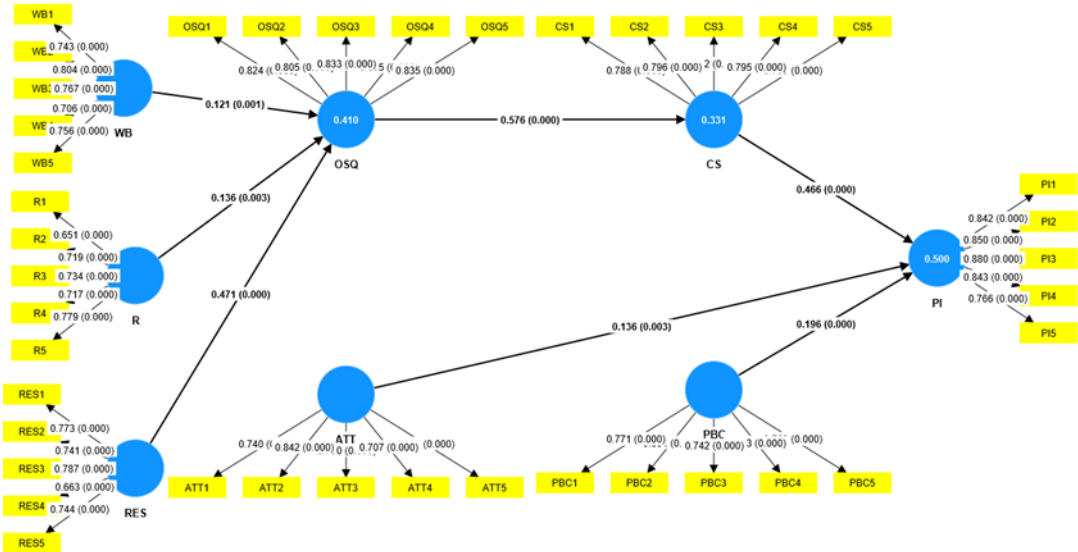 WB1
0.743 (0.000)
0.804 (0.000)
WB3
0.767 (0.000)
0.706 (0.000)
0.756 (0.000)
WB5
WB
0.121 (0.001)
OSQ1
OSQ2
OSQ3
OSQ4
OSQ5
0.824
0.805
0.833 (0.000)
0.835 (0.000)
0.410
OSQ
0.576 (0.000)
CS1
CS2
CS3
CS4
CS5
0.788
0.796 (0.000)
0.795 (0.000)
0.331
CS
0.466 (0.000)
R1
0.651 (0.000)
R2
0.719 (0.000)
R3
0.734 (0.000)
0.717 (0.000)
R4
0.779 (0.000)
R5
R
0.136 (0.003)
0.471 (0.000)
PI1
0.842 (0.000)
PI2
0.850 (0.000)
PI3
0.880 (0.000)
0.843 (0.000)
PI4
0.766 (0.000)
PI5
0.500
PI
0.136 (0.003)
0.196 (0.000)
RES1
0.773 (0.000)
RES2
0.741 (0.000)
RES3
0.787 (0.000)
0.663 (0.000)
RES4
0.744 (0.000)
RES5
RES
ATT
0.740
0.842 (0.000)
0.707 (0.000)
(0.000)
ATT1
ATT2
ATT3
ATT4
ATT5
PBC
0.771 (0.000)
0.742 (0.000)
(0.000)
(0.000)
PBC1
PBC2
PBC3
PBC4
PBC5